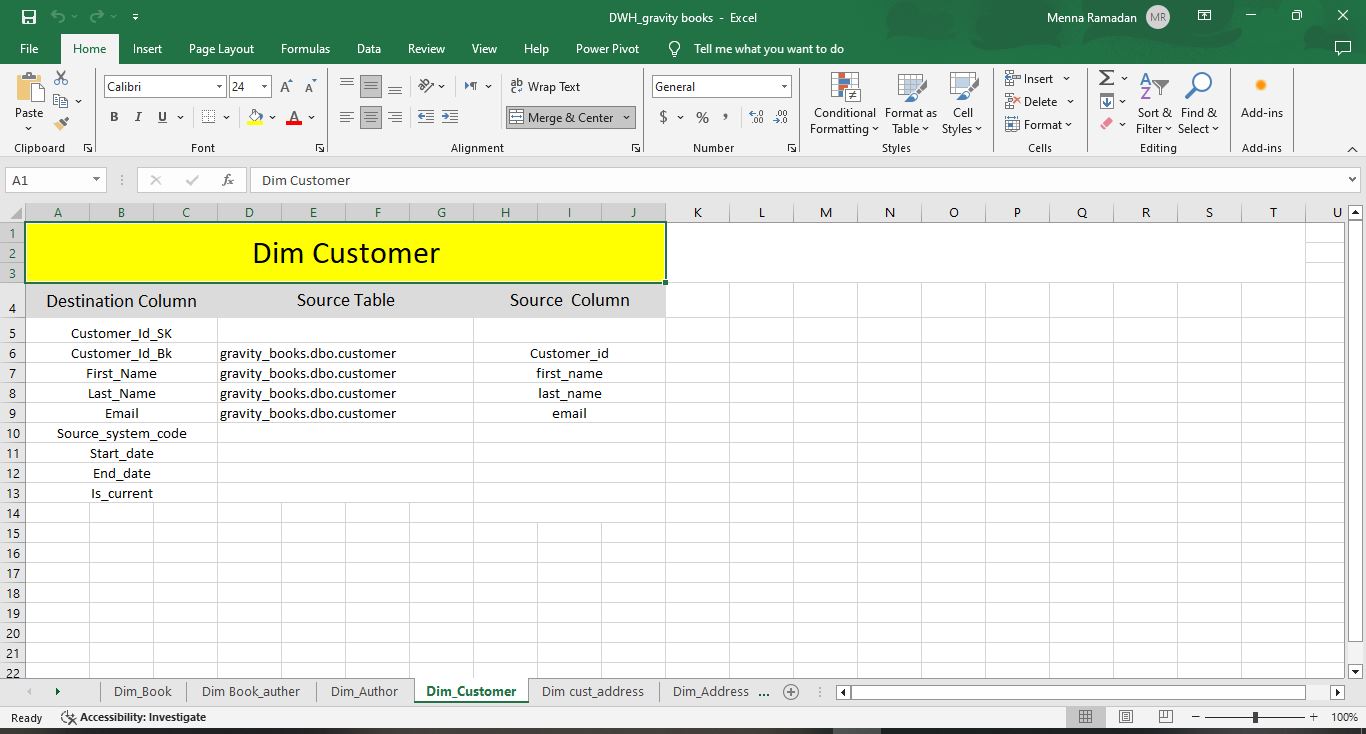 DWH_gravity books - Excel
Menna Ramadan MR
File Home Insert Page Layout Formulas Data Review View Help Power Pivot Tell me what you want to do
Paste
Clipboard
Calibri 24
B I U
Font
Wrap Text
Merge & Center
Alignment
General
$ % ,
Number
Conditional Formatting
Format as Table
Cell Styles
Styles
Insert
Delete
Format
Cells
Sort & Filter
Find & Select
Editing
Add-ins
Add-ins
A1 fx Dim Customer
A B C D E F G H I J K L M N O P Q R S T U
1
2 Dim Customer
3
4 Destination Column Source Table Source Column
5 Customer_Id_SK
6 Customer_Id_Bk gravity_books.dbo.customer Customer_id
7 First_Name gravity_books.dbo.customer first_name
8 Last_Name gravity_books.dbo.customer last_name
9 Email gravity_books.dbo.customer email
10 Source_system_code
11 Start_date
12 End_date
13 Is_current
14
15
16
17
18
19
20
21
22
Dim_Book Dim Book_auther Dim_Author Dim_Customer Dim cust_address Dim_Address ...
Ready Accessibility: Investigate 100%